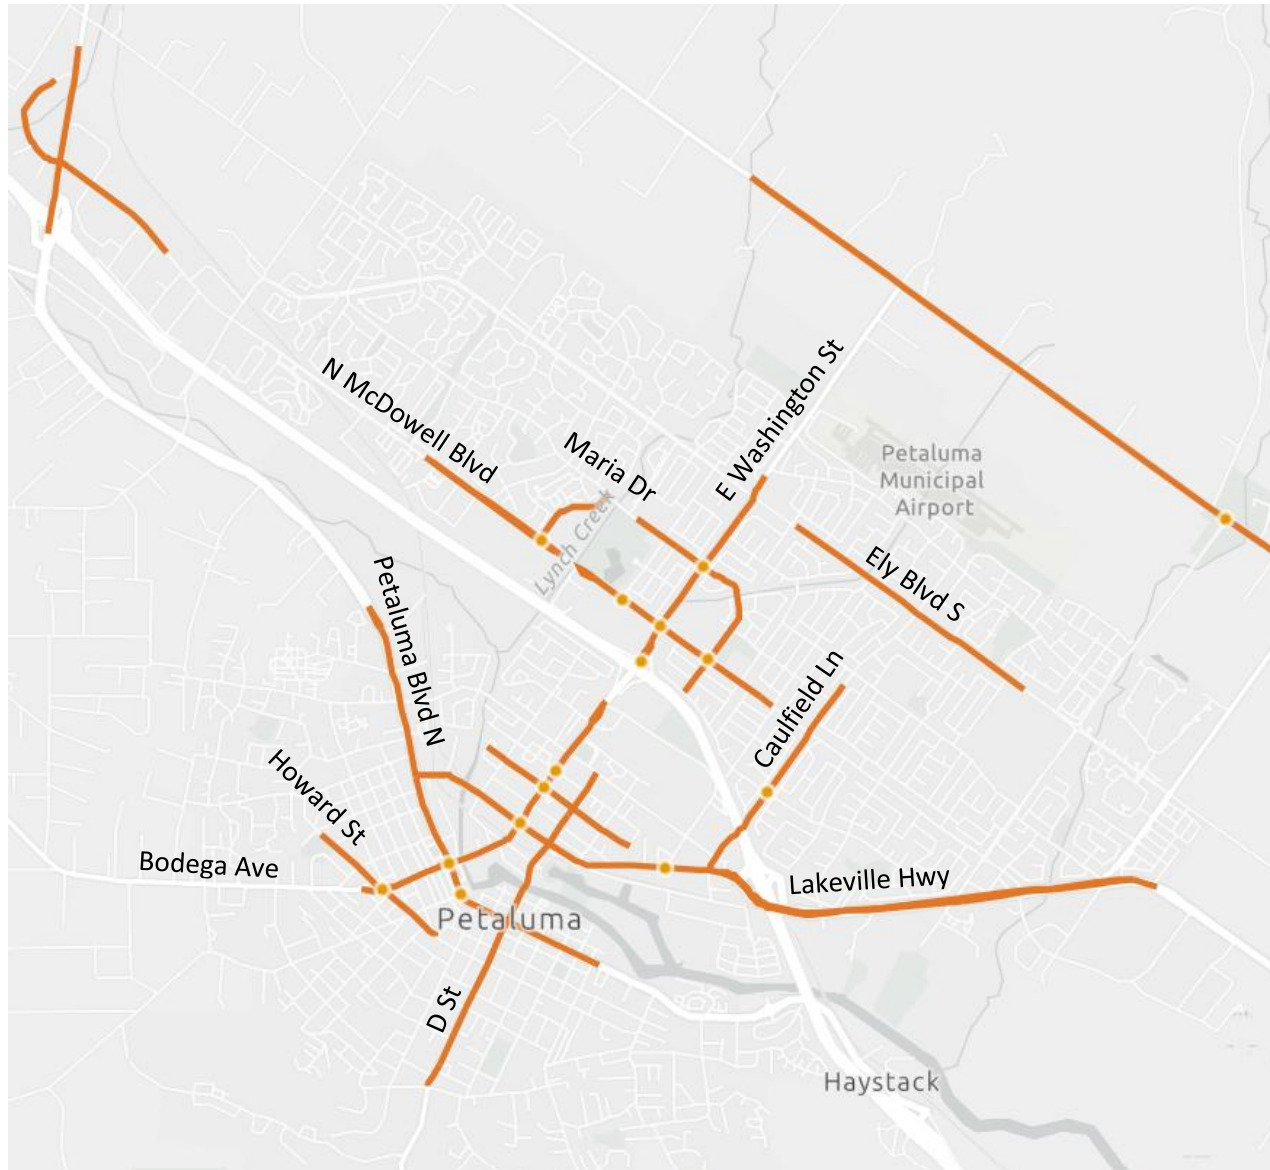 N McDowell Blvd
Maria Dr
E Washington St
Petaluma
Municipal
Airport
Lynch Creek
Ely Blvd S
Petaluma Blvd N
Caulfield Ln
Howard St
Bodega Ave
Lakeville Hwy
Petaluma
D St
Haystack